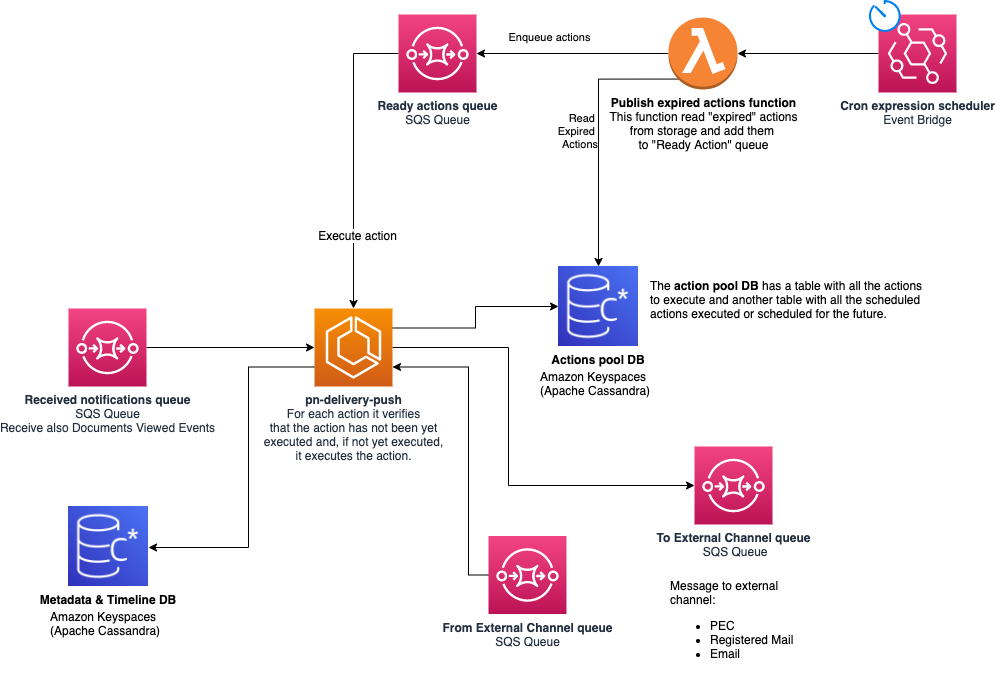 Enqueue actions
Ready actions queue
SQS Queue
Publish expired actions function
This function read "expired" actions
from storage and add them
to "Ready Action" queue
Cron expression scheduler
Event Bridge
Read
Expired
Actions
Execute action
The action pool DB has a table with all the actions
to execute and another table with all the scheduled
actions executed or scheduled for the future.
C*
Actions pool DB
Amazon Keyspaces
(Apache Cassandra)
Received notifications queue
SQS Queue
Receive also Documents Viewed Events
pn-delivery-push
For each action it verifies
that the action has not been yet
executed and, if not yet executed,
it executes the action.
To External Channel queue
SQS Queue
C*
Metadata & Timeline DB
Amazon Keyspaces
(Apache Cassandra)
From External Channel queue
SQS Queue
Message to external
channel:
• PEC
• Registered Mail
• Email